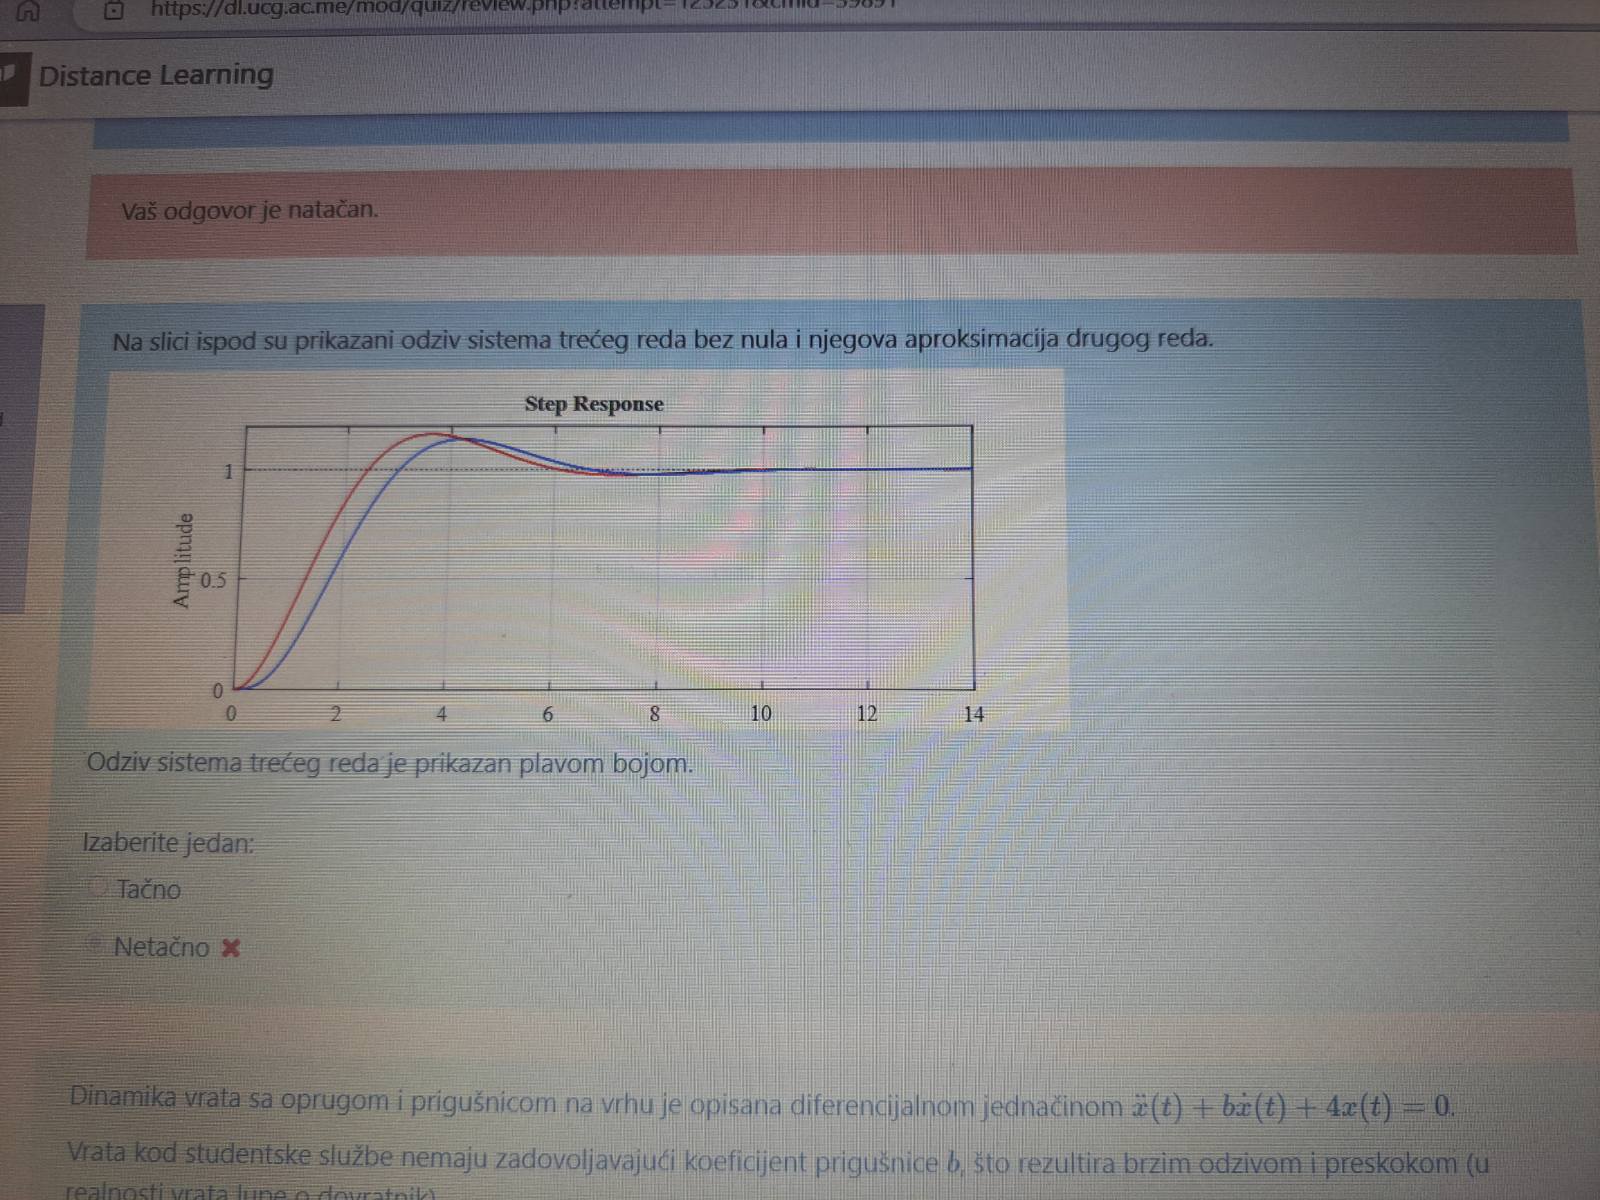 https://dl.ucg.ac.me/mod/quiz/review.php?attempt=
Distance Learning
Vaš odgovor je natačan.
Na slici ispod su prikazani odziv sistema trećeg reda bez nula i njegova aproksimacija drugog reda.
Step Response
Amplitude
1
0.5
0
0 2 4 6 8 10 12 14
Odziv sistema trećeg reda je prikazan plavom bojom.
Izaberite jedan:
Tačno
Netačno ✖
Dinamika vrata sa oprugom i prigušnicom na vrhu je opisana diferencijalnom jednačinom ẍ(t) + bẋ(t) + 4x(t) = 0.
Vrata kod studentske službe nemaju zadovoljavajući koeficijent prigušnice b, što rezultira brzim odzivom i preskokom (u
realnosti vrata lupe o dovratnik)